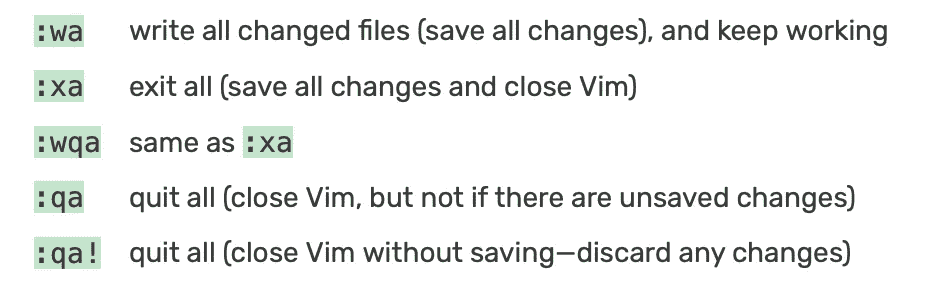 :wa write all changed files (save all changes), and keep working
:xa exit all (save all changes and close Vim)
:wqa same as :xa
:qa quit all (close Vim, but not if there are unsaved changes)
:qa! quit all (close Vim without saving—discard any changes)